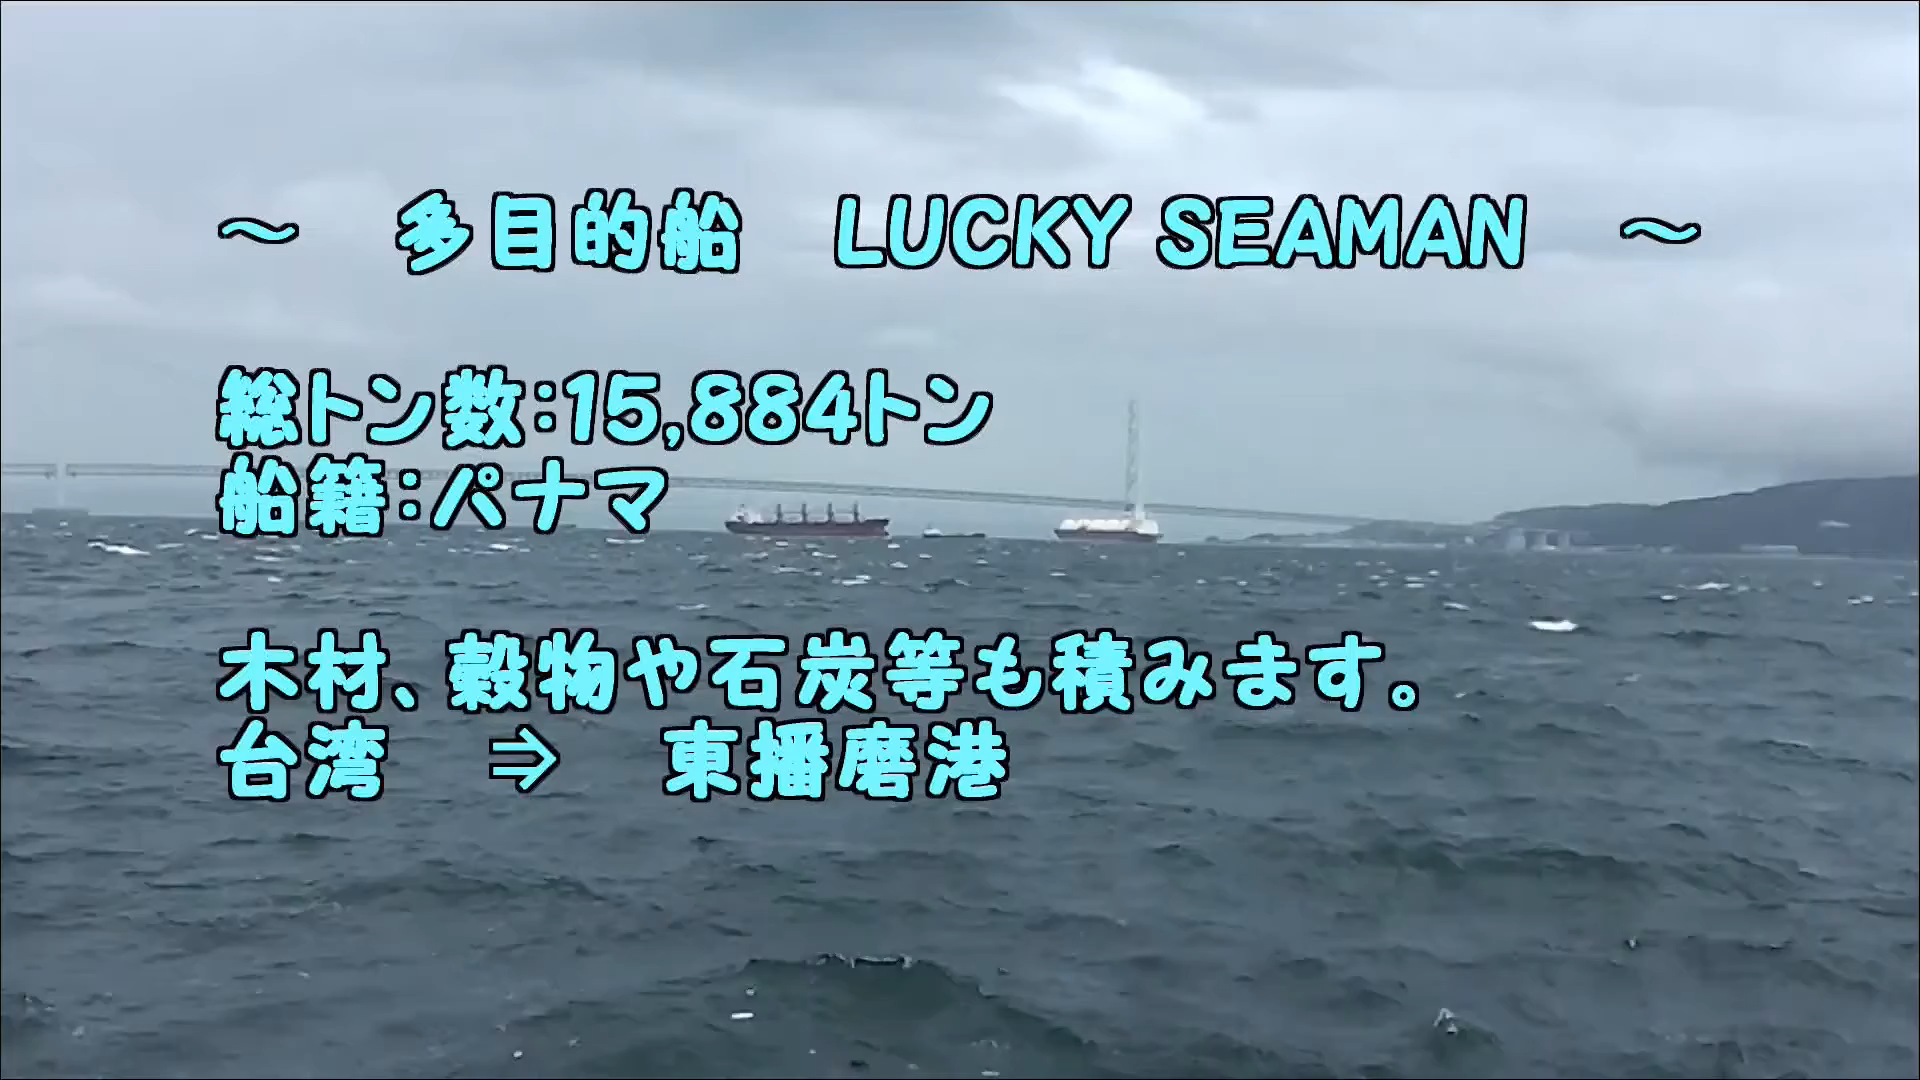 ～　多目的船　LUCKY SEAMAN　～
総トン数：15,884トン
船籍：パナマ
木材、穀物や石炭等も積みます。
台湾　⇒　東播磨港